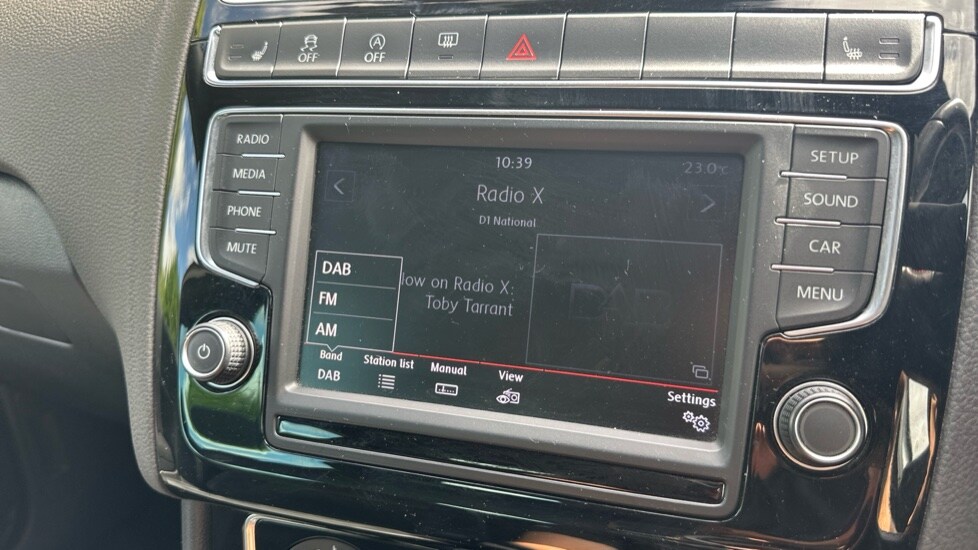 OFF
OFF
RADIO
MEDIA
PHONE
MUTE
10:39
23.0°C
Radio X
D1 National
DAB
FM
AM
low on Radio X:
Toby Tarrant
Band
DAB
Station list
Manual
View
Settings
SETUP
SOUND
CAR
MENU